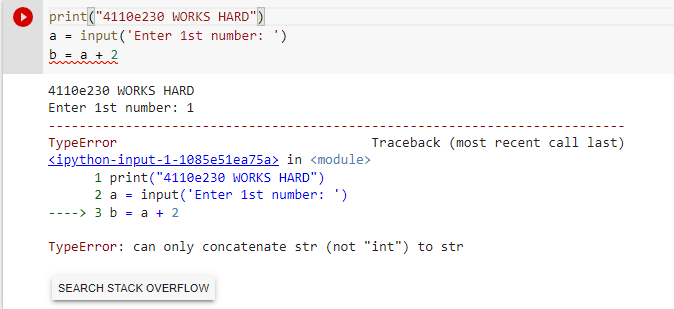 print("4110e230 WORKS HARD")
a = input('Enter 1st number: ')
b = a + 2
4110e230 WORKS HARD
Enter 1st number: 1
---------------------------------------------------------------------------
TypeError                                 Traceback (most recent call last)
<ipython-input-1-1085e51ea75a> in <module>
      1 print("4110e230 WORKS HARD")
      2 a = input('Enter 1st number: ')
----> 3 b = a + 2
TypeError: can only concatenate str (not "int") to str
SEARCH STACK OVERFLOW